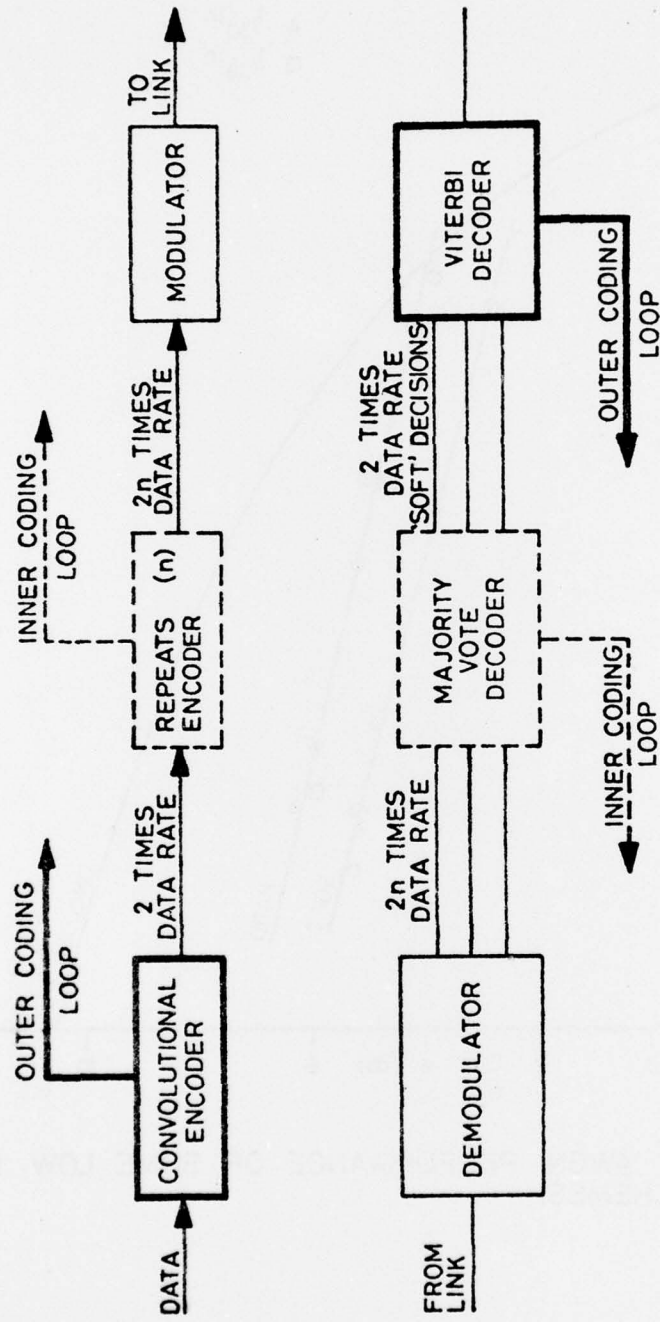 OUTER CODING
LOOP
INNER CODING
LOOP
DATA
CONVOLUTIONAL
ENCODER
2 TIMES
DATA RATE
REPEATS (n)
ENCODER
2n TIMES
DATA RATE
MODULATOR
TO
LINK
FROM
LINK
DEMODULATOR
2n TIMES
DATA RATE
MAJORITY
VOTE
DECODER
2 TIMES
DATA RATE
'SOFT' DECISIONS
VITERBI
DECODER
INNER CODING
LOOP
OUTER CODING
LOOP